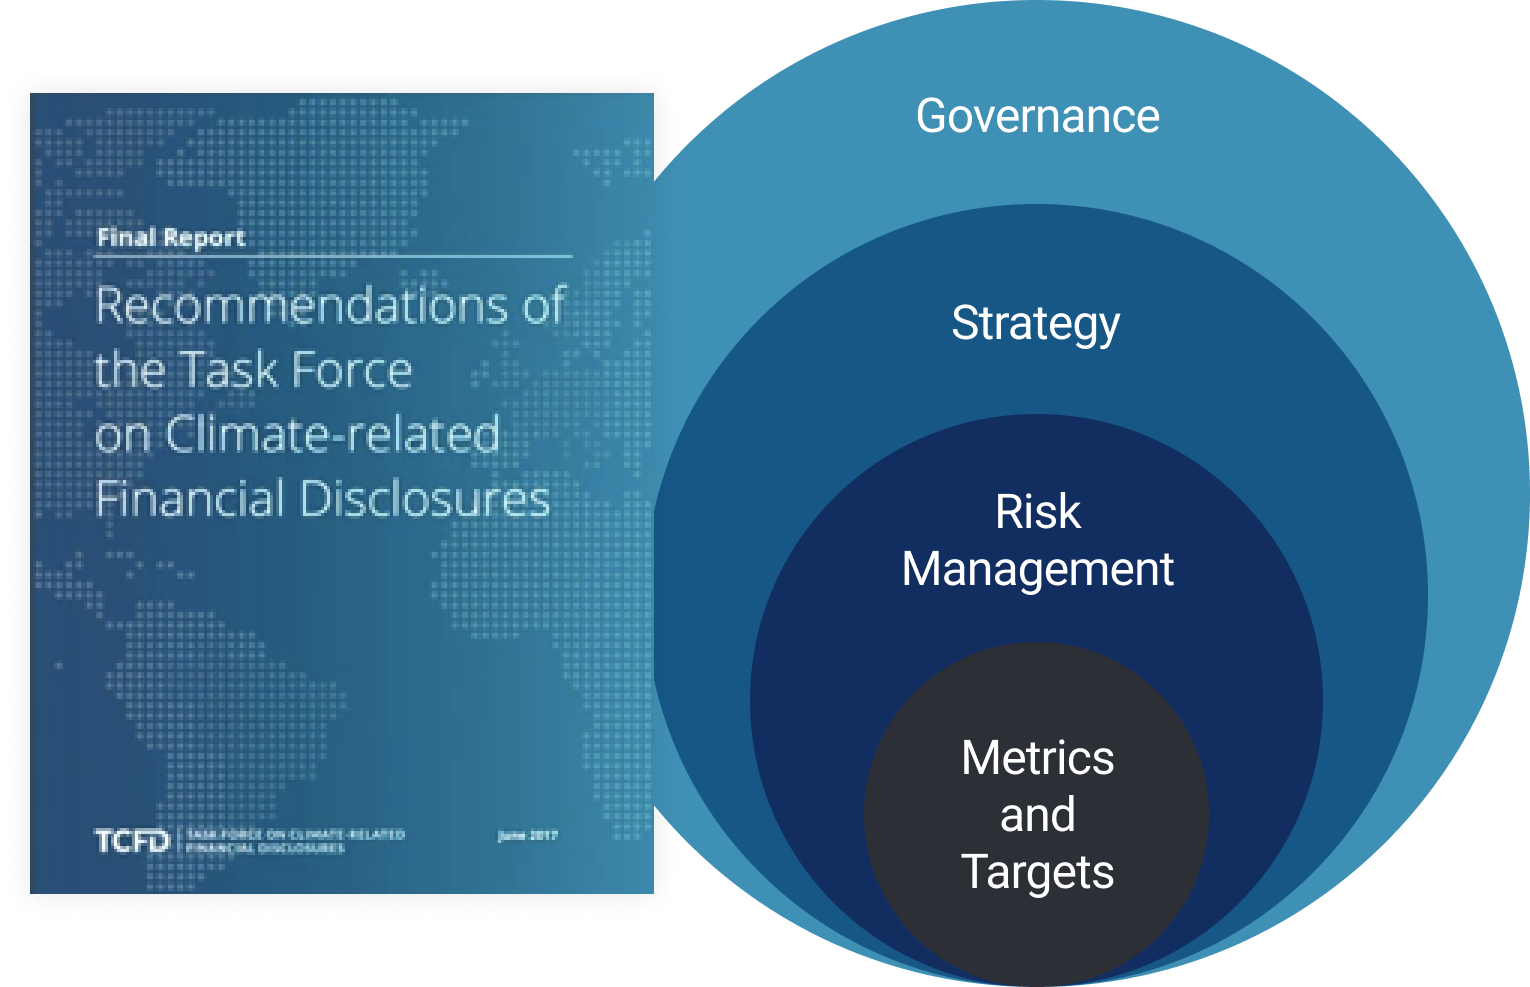 Final Report
Recommendations of
the Task Force
on Climate-related
Financial Disclosures
TCFD
TASK FORCE ON CLIMATE-RELATED
FINANCIAL DISCLOSURES
June 2017
Governance
Strategy
Risk
Management
Metrics
and
Targets